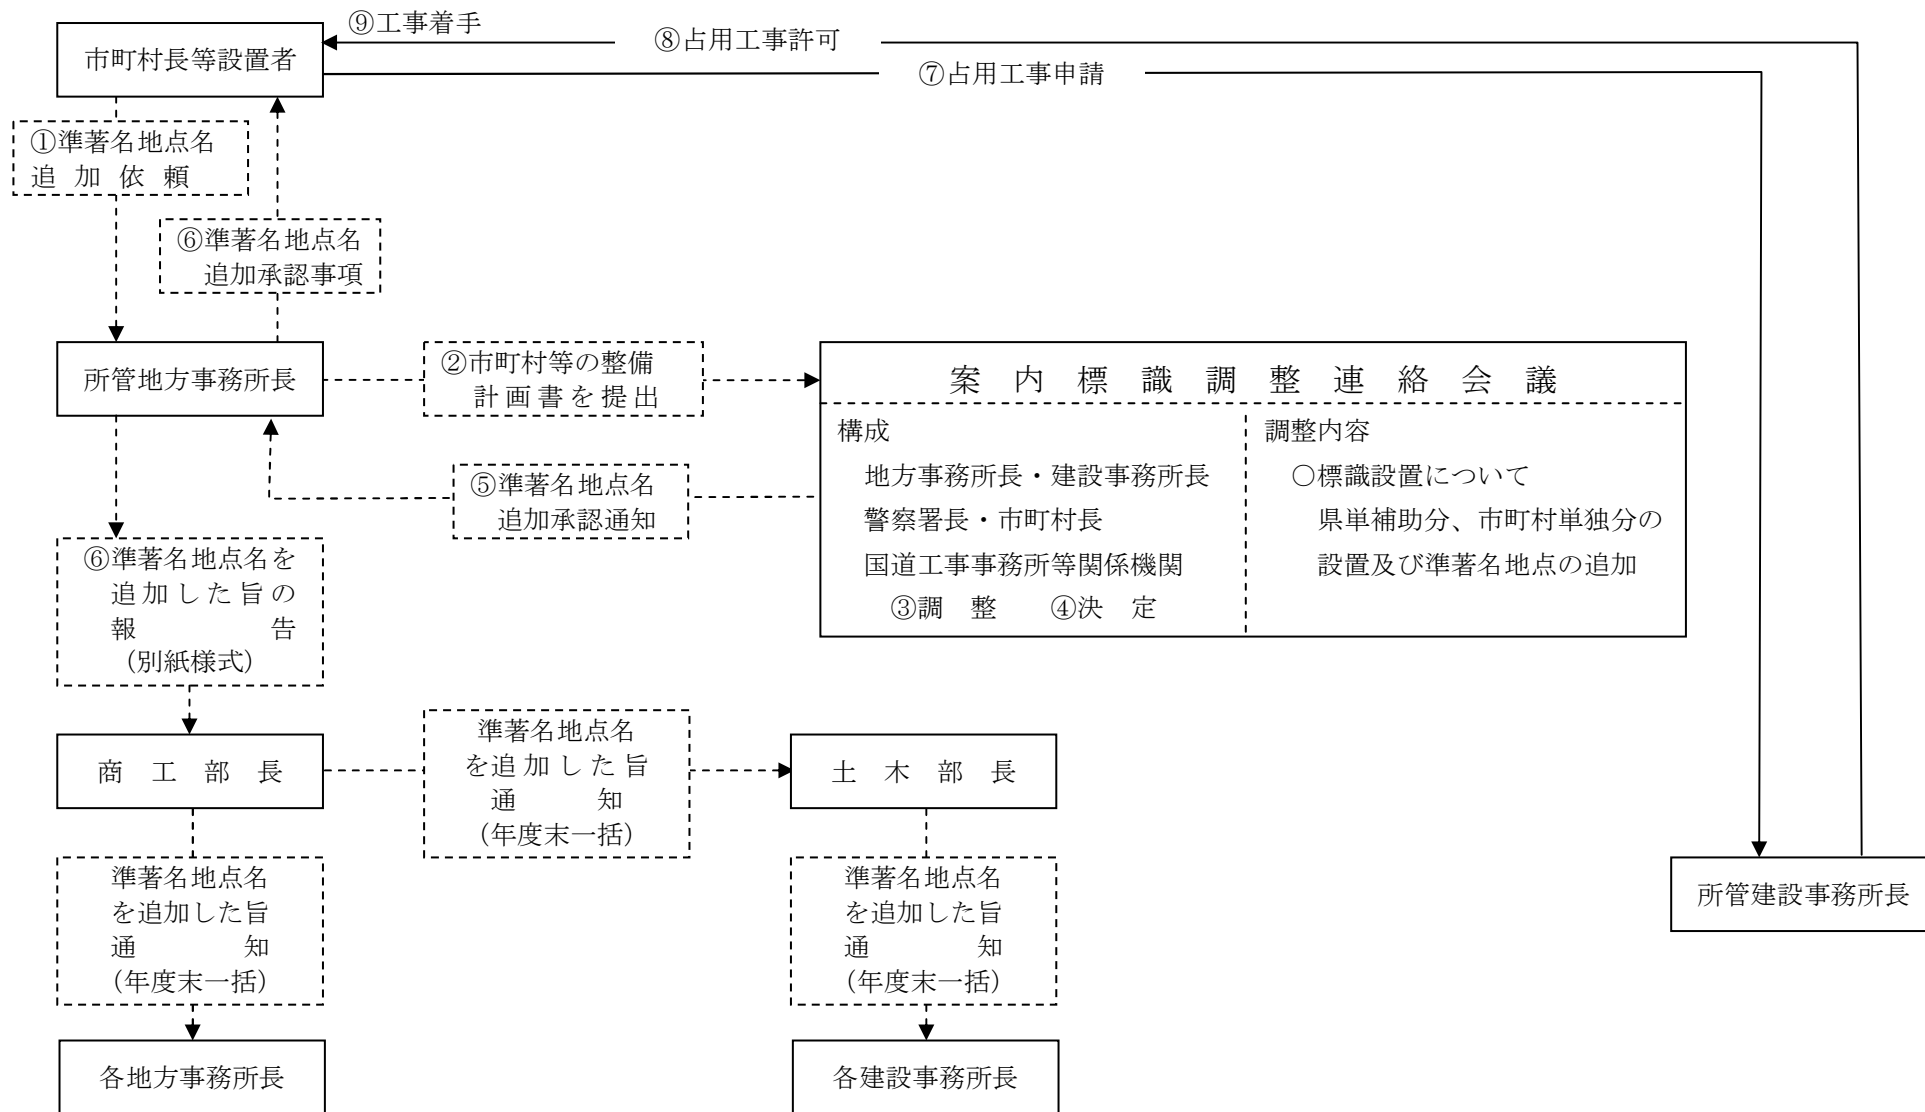 ⑨工事着手
⑧占用工事許可
市町村長等設置者
⑦占用工事申請
①準著名地点名
追加依頼
⑥準著名地点名
追加承認事項
所管地方事務所長
②市町村等の整備
計画書を提出
案内標識調整連絡会議
構成
地方事務所長・建設事務所長
警察署長・市町村長
国道工事事務所等関係機関
③調整 ④決定
調整内容
○標識設置について
県単補助分、市町村単独分の
設置及び準著名地点の追加
⑤準著名地点名
追加承認通知
⑥準著名地点名を
追加した旨の
報告
（別紙様式）
商工部長
準著名地点名
を追加した旨
通知
（年度末一括）
土木部長
準著名地点名
を追加した旨
通知
（年度末一括）
準著名地点名
を追加した旨
通知
（年度末一括）
所管建設事務所長
各地方事務所長
各建設事務所長